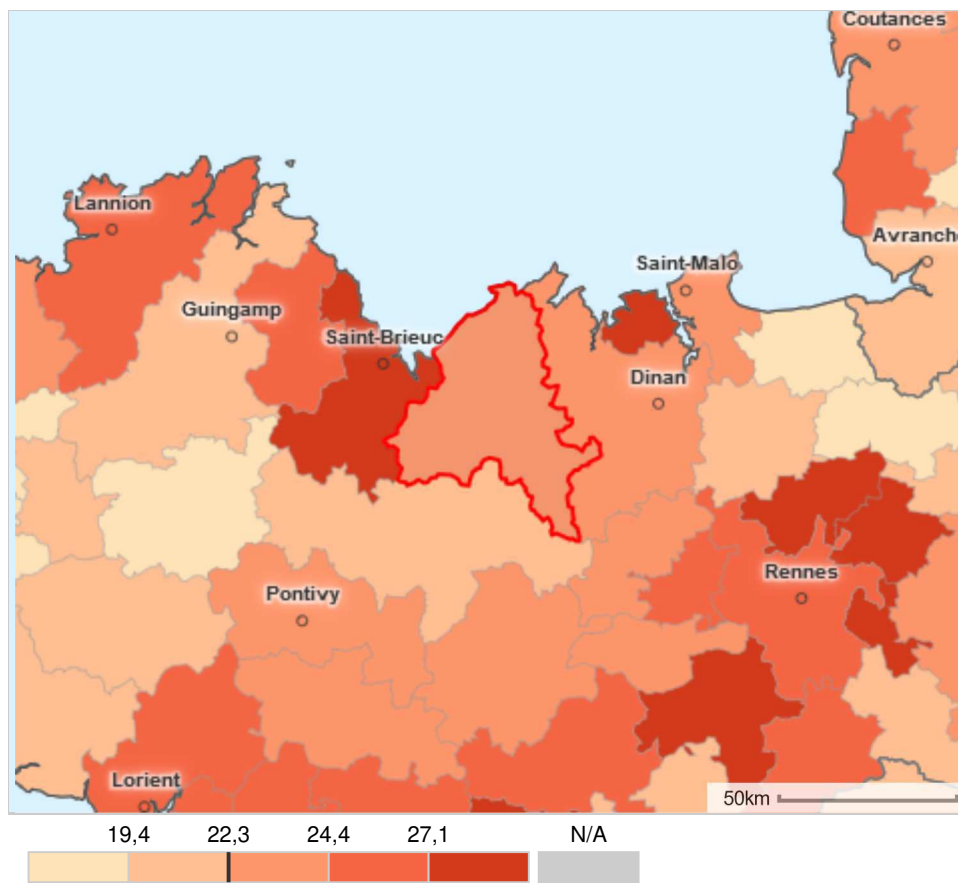 Coutances
Lannion
Avranch
Saint-Malo
Guingamp
Saint-Brieuc
Dinan
Rennes
Pontivy
Lorient
50km
19,4 22,3 24,4 27,1 N/A